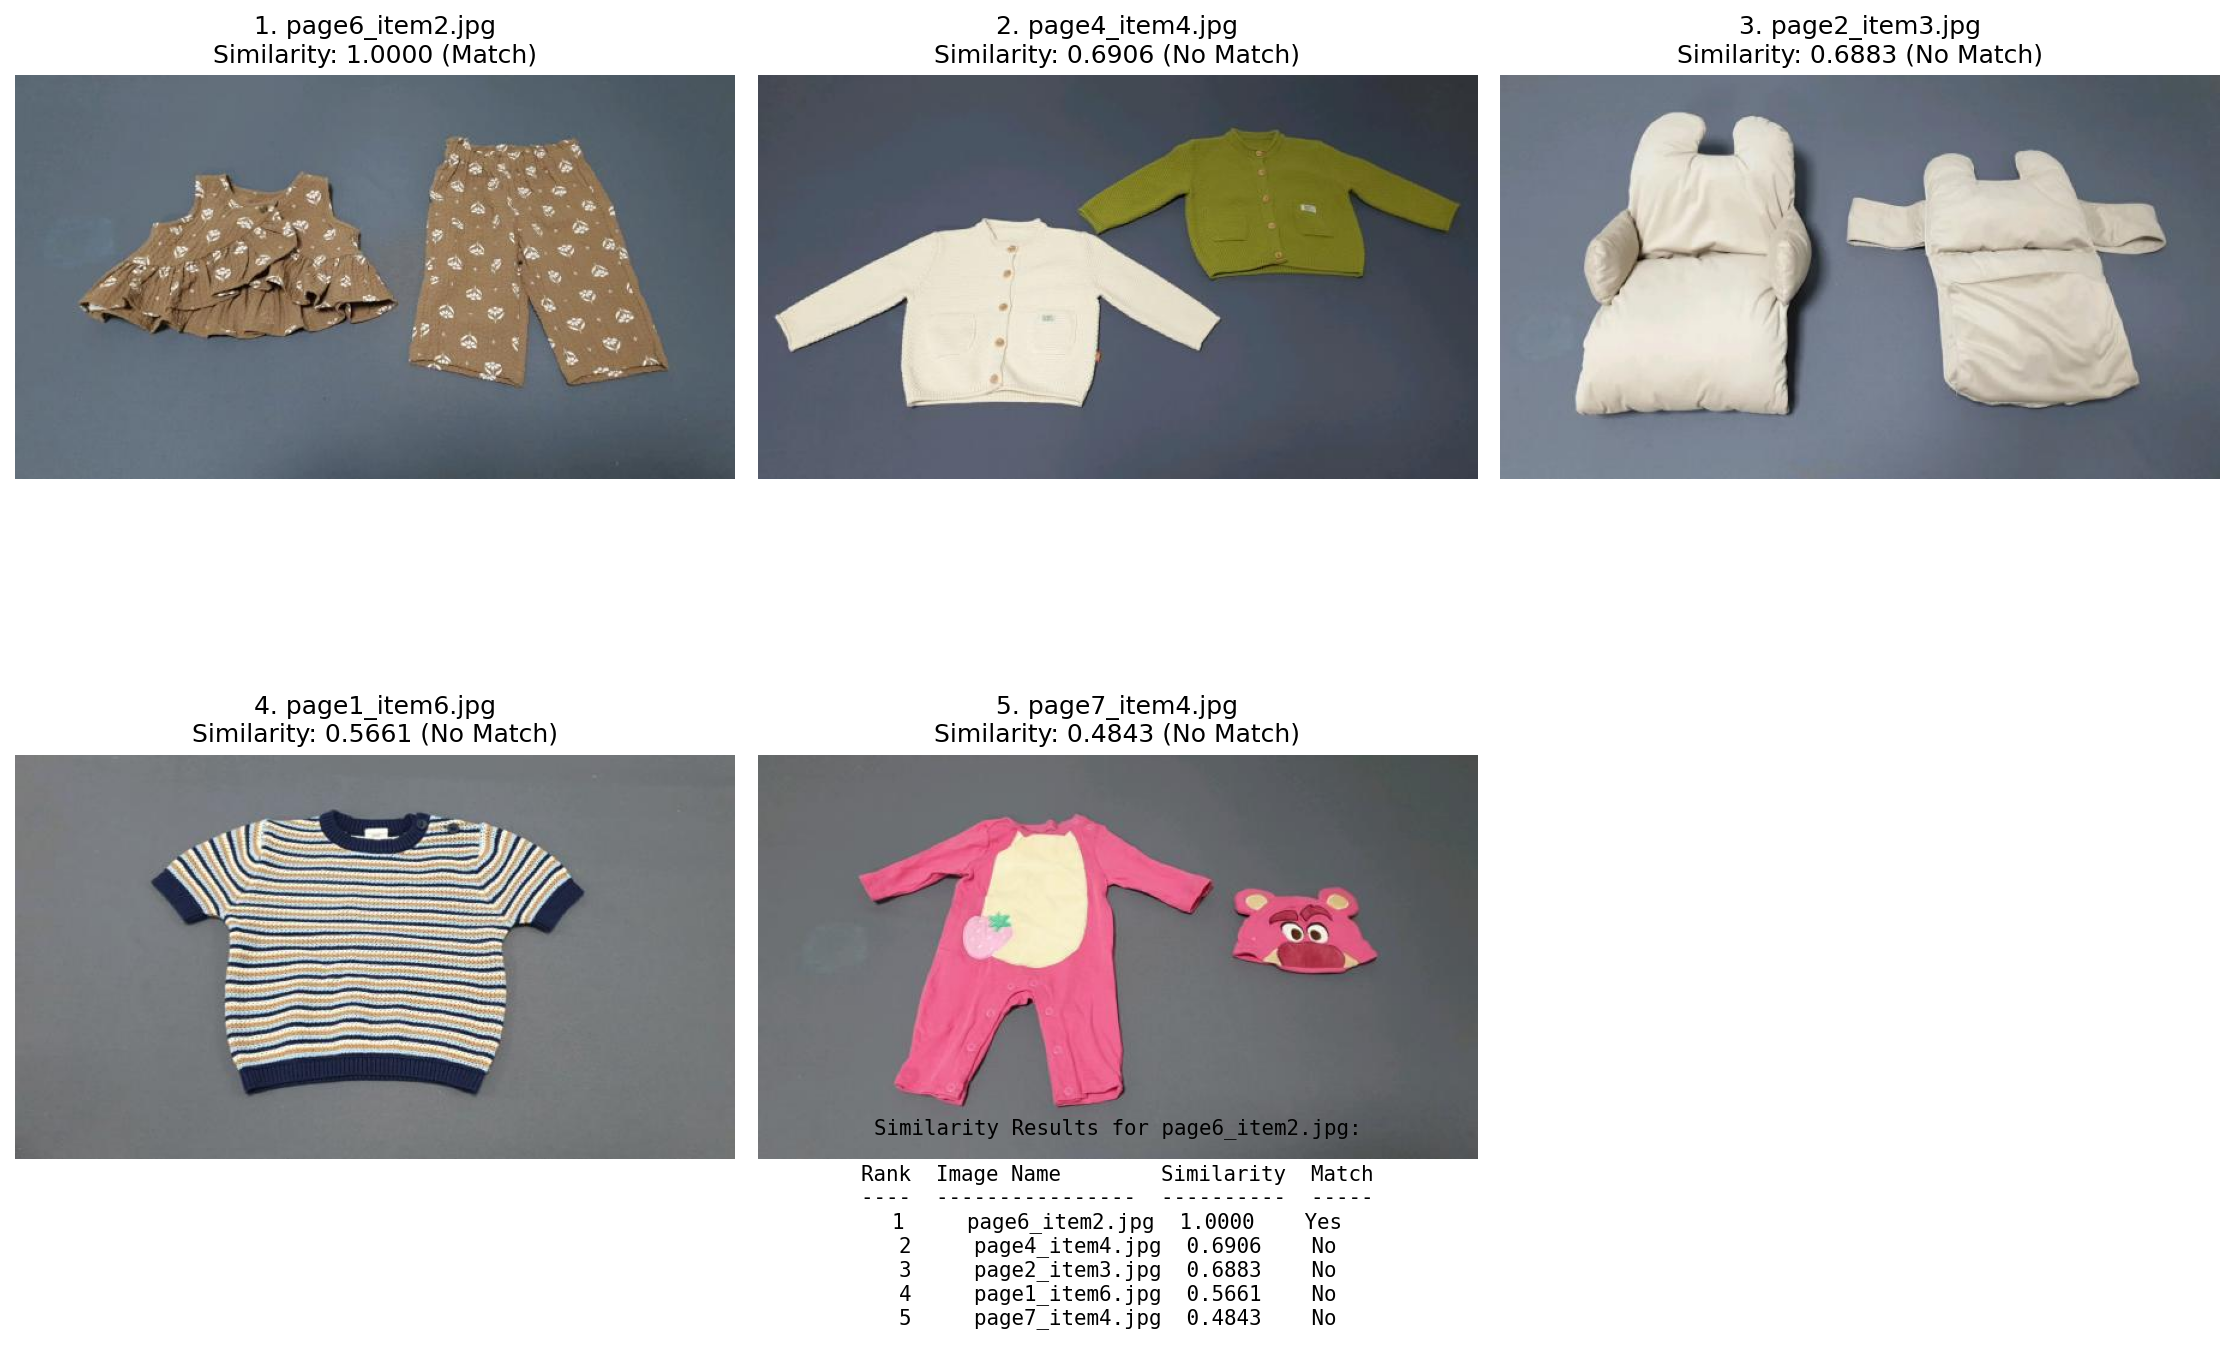 1. page6_item2.jpg
Similarity: 1.0000 (Match)
2. page4_item4.jpg
Similarity: 0.6906 (No Match)
3. page2_item3.jpg
Similarity: 0.6883 (No Match)
4. page1_item6.jpg
Similarity: 0.5661 (No Match)
5. page7_item4.jpg
Similarity: 0.4843 (No Match)
Similarity Results for page6_item2.jpg:
Rank  Image Name        Similarity  Match
----  ----------------  ----------  -----
1     page6_item2.jpg  1.0000    Yes
2     page4_item4.jpg  0.6906    No
3     page2_item3.jpg  0.6883    No
4     page1_item6.jpg  0.5661    No
5     page7_item4.jpg  0.4843    No